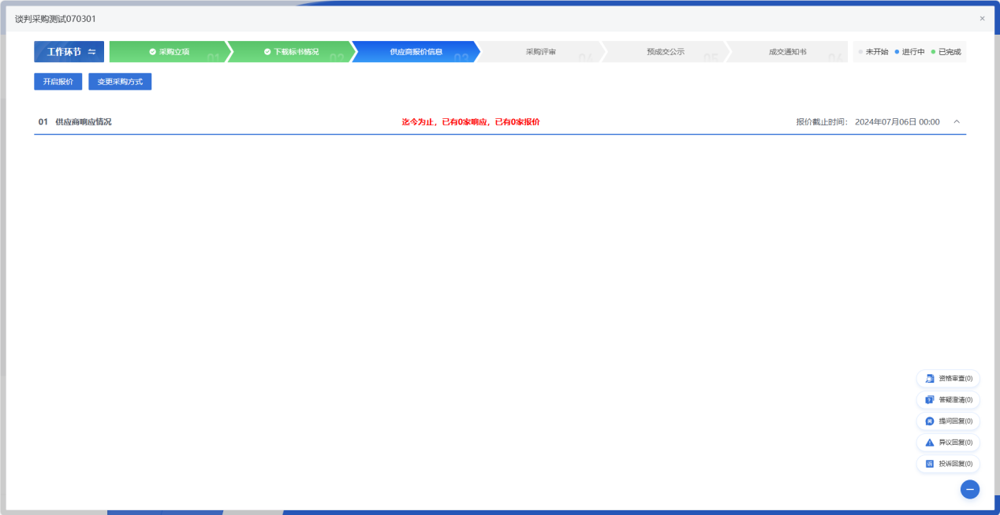 谈判采购测试070301
×
工作环节
采购立项 01
下载标书情况 02
供应商报价信息 03
采购评审 04
预成交公示 05
成交通知书 06
未开始 进行中 已完成
开启报价 变更采购方式
01 供应商响应情况
迄今为止，已有0家响应，已有0家报价
报价截止时间： 2024年07月06日 00:00
资格审查(0)
答疑澄清(0)
提问回复(0)
异议回复(0)
投诉回复(0)